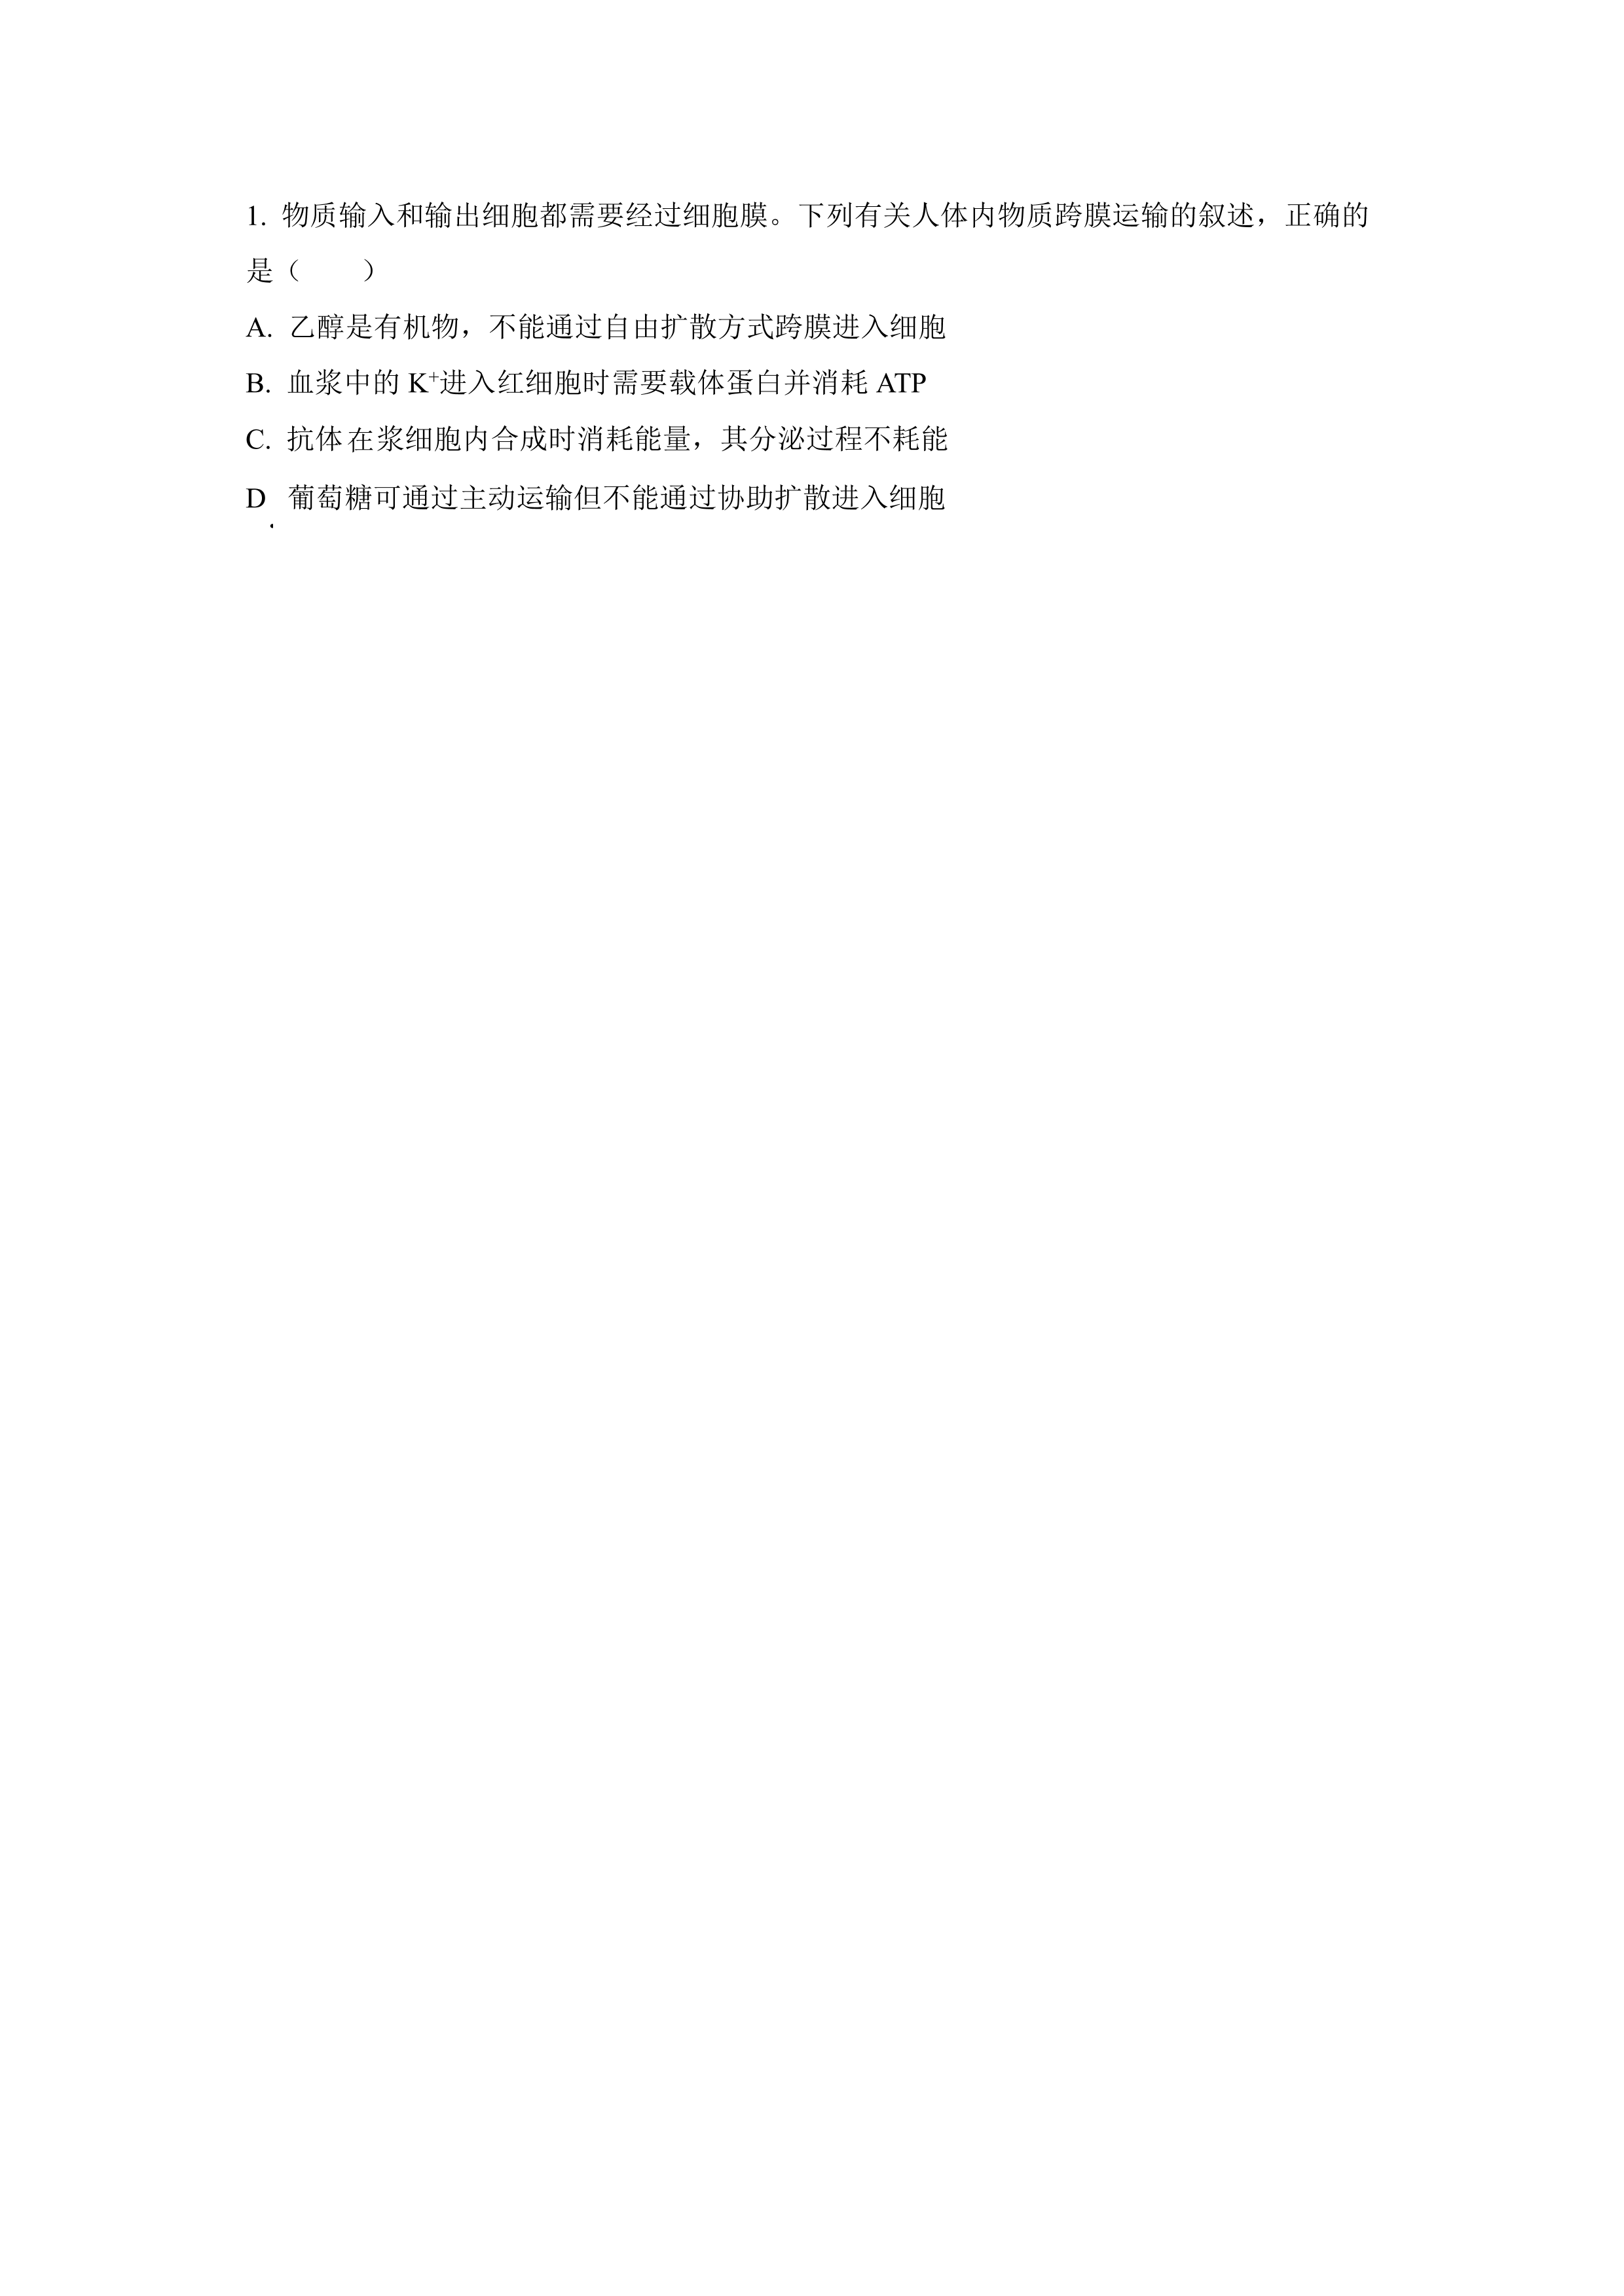 1. 物质输入和输出细胞都需要经过细胞膜。下列有关人体内物质跨膜运输的叙述，正确的
是（　　）
A. 乙醇是有机物，不能通过自由扩散方式跨膜进入细胞
B. 血浆中的 K⁺进入红细胞时需要载体蛋白并消耗 ATP
C. 抗体在浆细胞内合成时消耗能量，其分泌过程不耗能
D. 葡萄糖可通过主动运输但不能通过协助扩散进入细胞